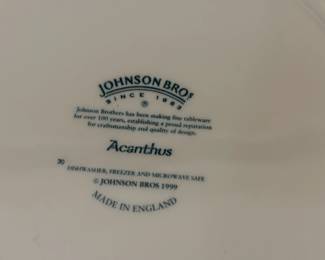 JOHNSON BROS
SINCE 1883
®
Johnson Brothers has been making fine tableware
for over 100 years, establishing a proud reputation
for craftsmanship and quality of design.
Acanthus
DISHWASHER, FREEZER AND MICROWAVE SAFE
© JOHNSON BROS 1999
MADE IN ENGLAND